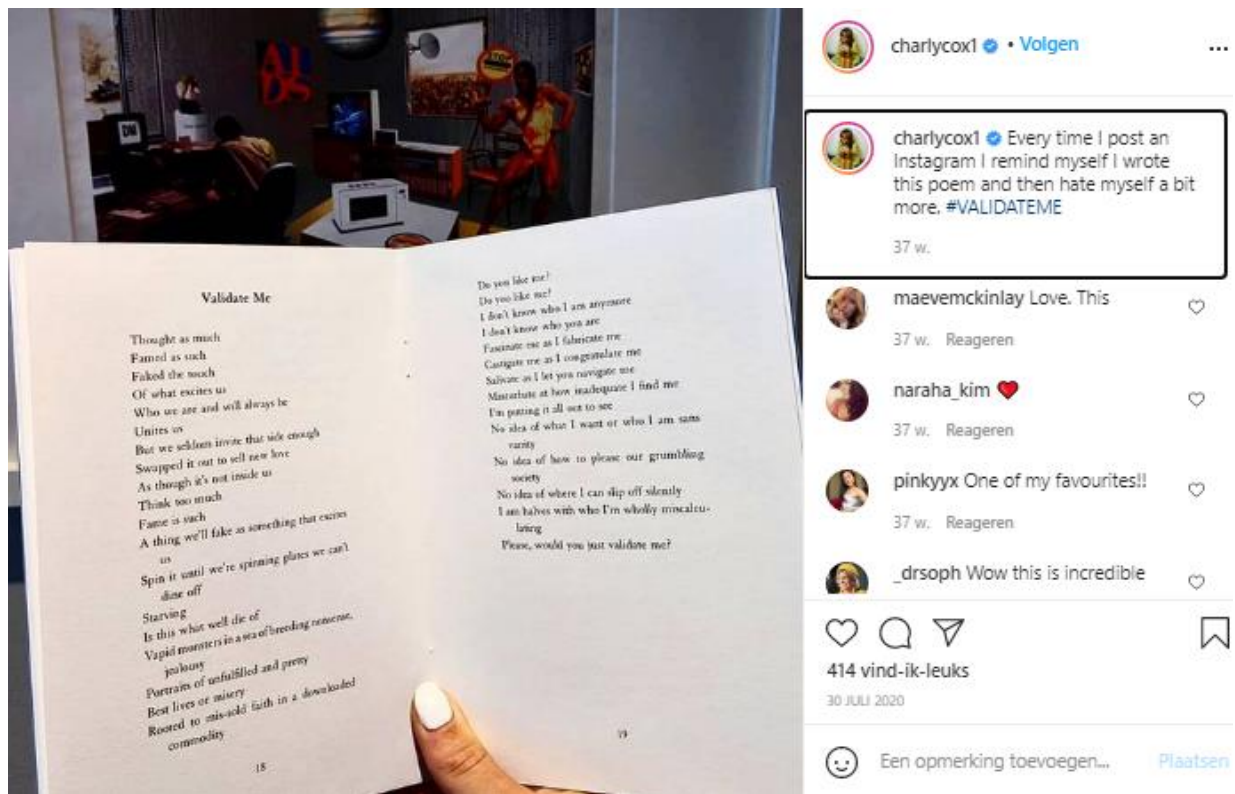 AI
DS
STOP
DM
Validate Me
Thought as much
Famed as such
Faked the touch
Of what excites us
Who we are and will always be
Unites us
But we seldom invite that side enough
Swapped it out to sell new love
As though it's not inside us
Think too much
Fame is such
A thing we'll fake as something that excites
us
Spin it until we're spinning plates we can't
dine off
Starving
Is this what well die of
Vapid monsters in a sea of breeding nonsense,
jealousy
Portraits of unfulfilled and pretty
Best lives or misery
Rooted to mis-sold faith in a downloaded
commodity
18
Do you like me?
Do you like me?
I don't know who I am anymore
I don't know who you are
Fascinate me as I fabricate me
Castigate me as I congratulate me
Salivate as I let you navigate me
Masturbate at how inadequate I find me
I'm putting it all out to see
No idea of what I want or who I am sans
vanity
No idea of how to please our grumbling
society
No idea of where I can slip off silently
I am halves with who I'm wholly miscalcu-
lating
Please, would you just validate me?
19
charlycox1 • Volgen
charlycox1 Every time I post an
Instagram I remind myself I wrote
this poem and then hate myself a bit
more. #VALIDATEME
37 w.
maevemckinlay Love. This
37 w. Reageren
naraha_kim ❤️
37 w. Reageren
pinkyyx One of my favourites!!
37 w. Reageren
_drsoph Wow this is incredible
414 vind-ik-leuks
30 JULI 2020
Een opmerking toevoegen... Plaatsen